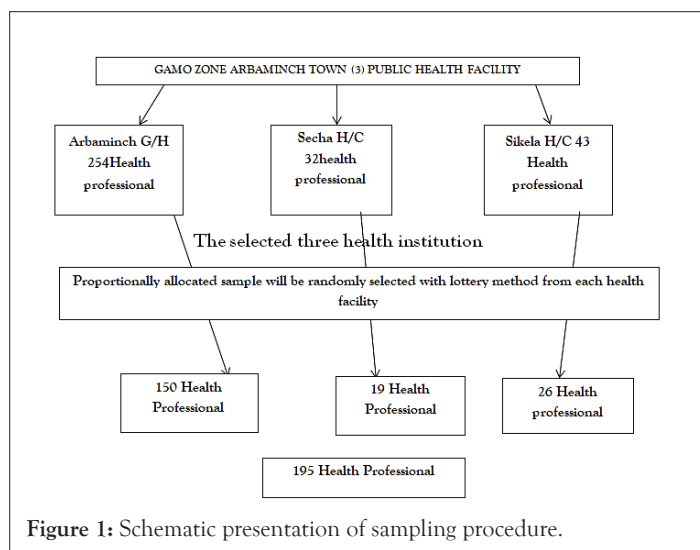 GAMO ZONE ARBAMINCH TOWN (3) PUBLIC HEALTH FACILITY
Arbaminch G/H
254Health
professional
Secha H/C
32health
professional
Sikela H/C 43
Health
professional
The selected three health institution
Proportionally allocated sample will be randomly selected with lottery method from each health
facility
150 Health
Professional
19 Health
Professional
26 Health
professional
195 Health Professional
Figure 1: Schematic presentation of sampling procedure.